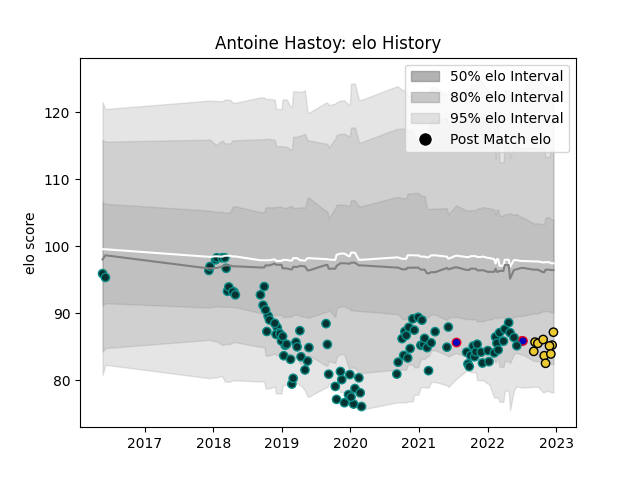 Antoine Hastoy: elo History
50% elo Interval
80% elo Interval
95% elo Interval
Post Match elo
elo score
120
110
100
90
80
2017
2018
2019
2020
2021
2022
2023